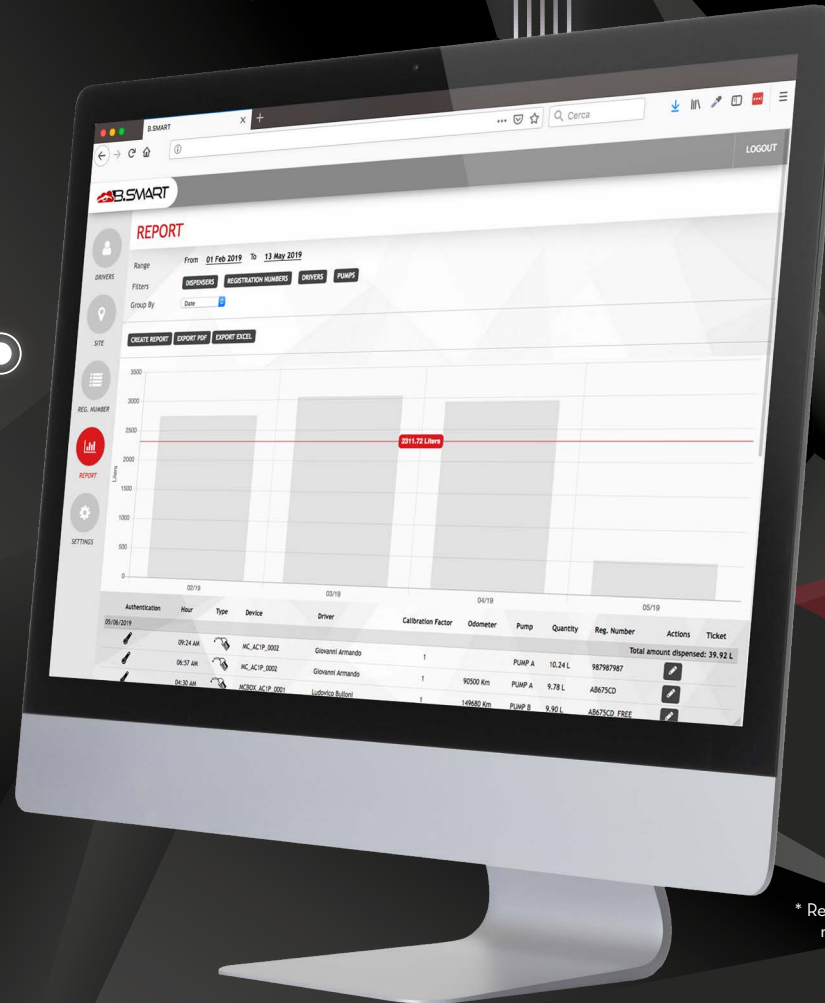 B.SMART
Cerca
LOGOUT
B.SMART
REPORT
Range From 01 Feb 2019 To 13 May 2019
Filters DISPENSERS REGISTRATION NUMBERS DRIVERS PUMPS
Group By Date
DRIVERS
SITE
REG. NUMBER
REPORT
SETTINGS
CREATE REPORT EXPORT PDF EXPORT EXCEL
3500
3000
2500
2311.72 Liters
2000
Liters
1500
1000
500
0
02/19 03/19 04/19 05/19
Authentication Hour Type Device Driver Calibration Factor Odometer Pump Quantity Reg. Number Actions Ticket
05/06/2019 Total amount dispensed: 39.92 L
09:24 AM MC_AC1P_0002 Giovanni Armando 1 PUMP A 10.24 L 987987987
06:57 AM MC_AC1P_0002 Giovanni Armando 1 90500 Km PUMP A 9.78 L AB675CD
04:30 AM MCBOX_AC1P_0001 Ludovico Bulloni 1 149680 Km PUMP B 9.90 L AB675CD_FREE
* Re